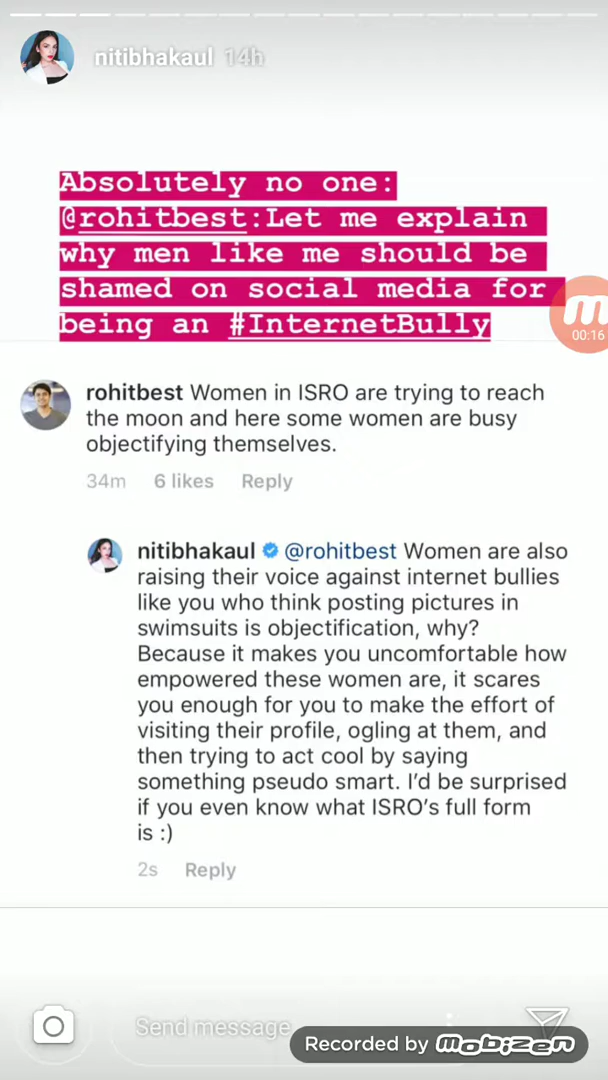 nitibhakaul 14h
Absolutely no one:
@rohitbest:Let me explain
why men like me should be
shamed on social media for
being an #InternetBully
00:16
rohitbest Women in ISRO are trying to reach
the moon and here some women are busy
objectifying themselves.
34m 6 likes Reply
nitibhakaul @rohitbest Women are also
raising their voice against internet bullies
like you who think posting pictures in
swimsuits is objectification, why?
Because it makes you uncomfortable how
empowered these women are, it scares
you enough for you to make the effort of
visiting their profile, ogling at them, and
then trying to act cool by saying
something pseudo smart. I'd be surprised
if you even know what ISRO's full form
is :)
2s Reply
Send message
Recorded by mobizen